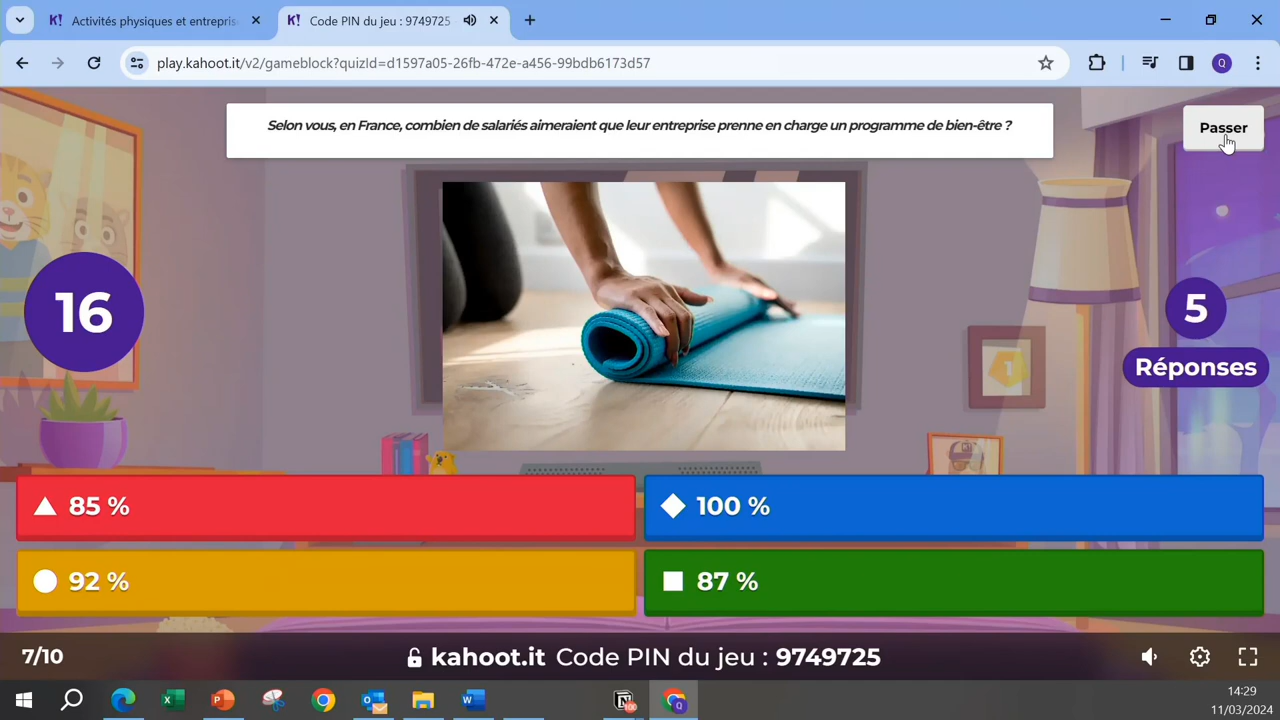 K! Activités physiques et entrepris
K! Code PIN du jeu : 9749725
play.kahoot.it/v2/gameblock?quizId=d1597a05-26fb-472e-a456-99bdb6173d57
Q
Selon vous, en France, combien de salariés aimeraient que leur entreprise prenne en charge un programme de bien-être ?
Passer
16
5
Réponses
1
85 %
100 %
92 %
87 %
7/10
kahoot.it Code PIN du jeu : 9749725
14:29
11/03/2024